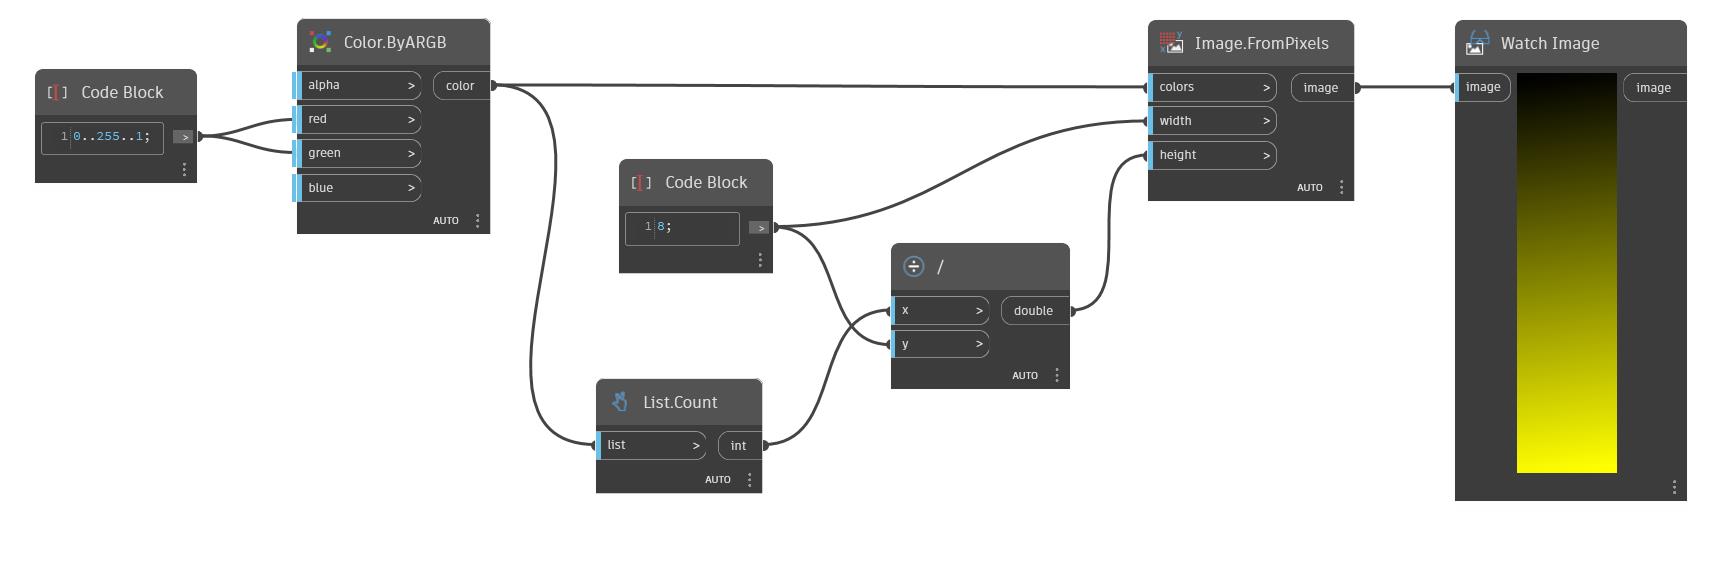 Code Block
1 0..255..1;
>
Color.ByARGB
alpha >
color
red >
green >
blue >
AUTO
Code Block
1 8;
>
List.Count
list >
int
AUTO
/
x >
double
y >
AUTO
Image.FromPixels
colors >
image
width >
height >
AUTO
Watch Image
image
image